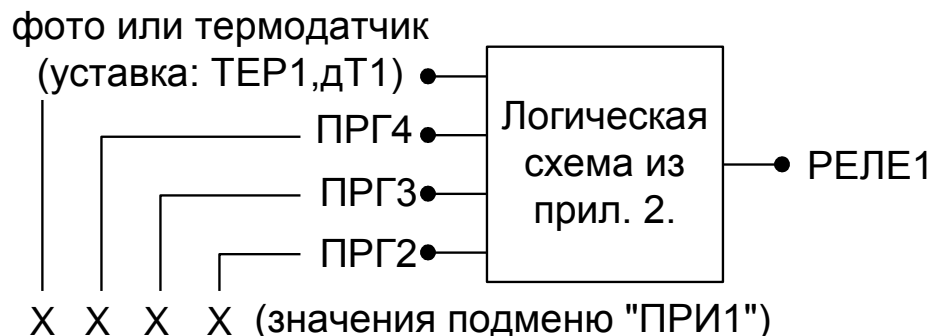 фото или термодатчик
(уставка: ТЕР1,дТ1)
ПРГ4
ПРГ3
ПРГ2
Логическая
схема из
прил. 2.
РЕЛЕ1
Х Х Х Х (значения подменю "ПРИ1")